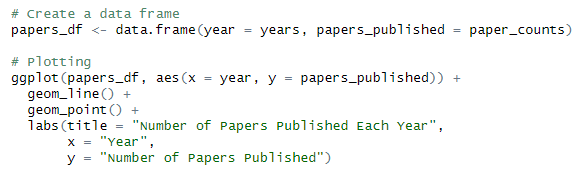 # Create a data frame
papers_df <- data.frame(year = years, papers_published = paper_counts)

# Plotting
ggplot(papers_df, aes(x = year, y = papers_published)) +
  geom_line() +
  geom_point() +
  labs(title = "Number of Papers Published Each Year",
       x = "Year",
       y = "Number of Papers Published")